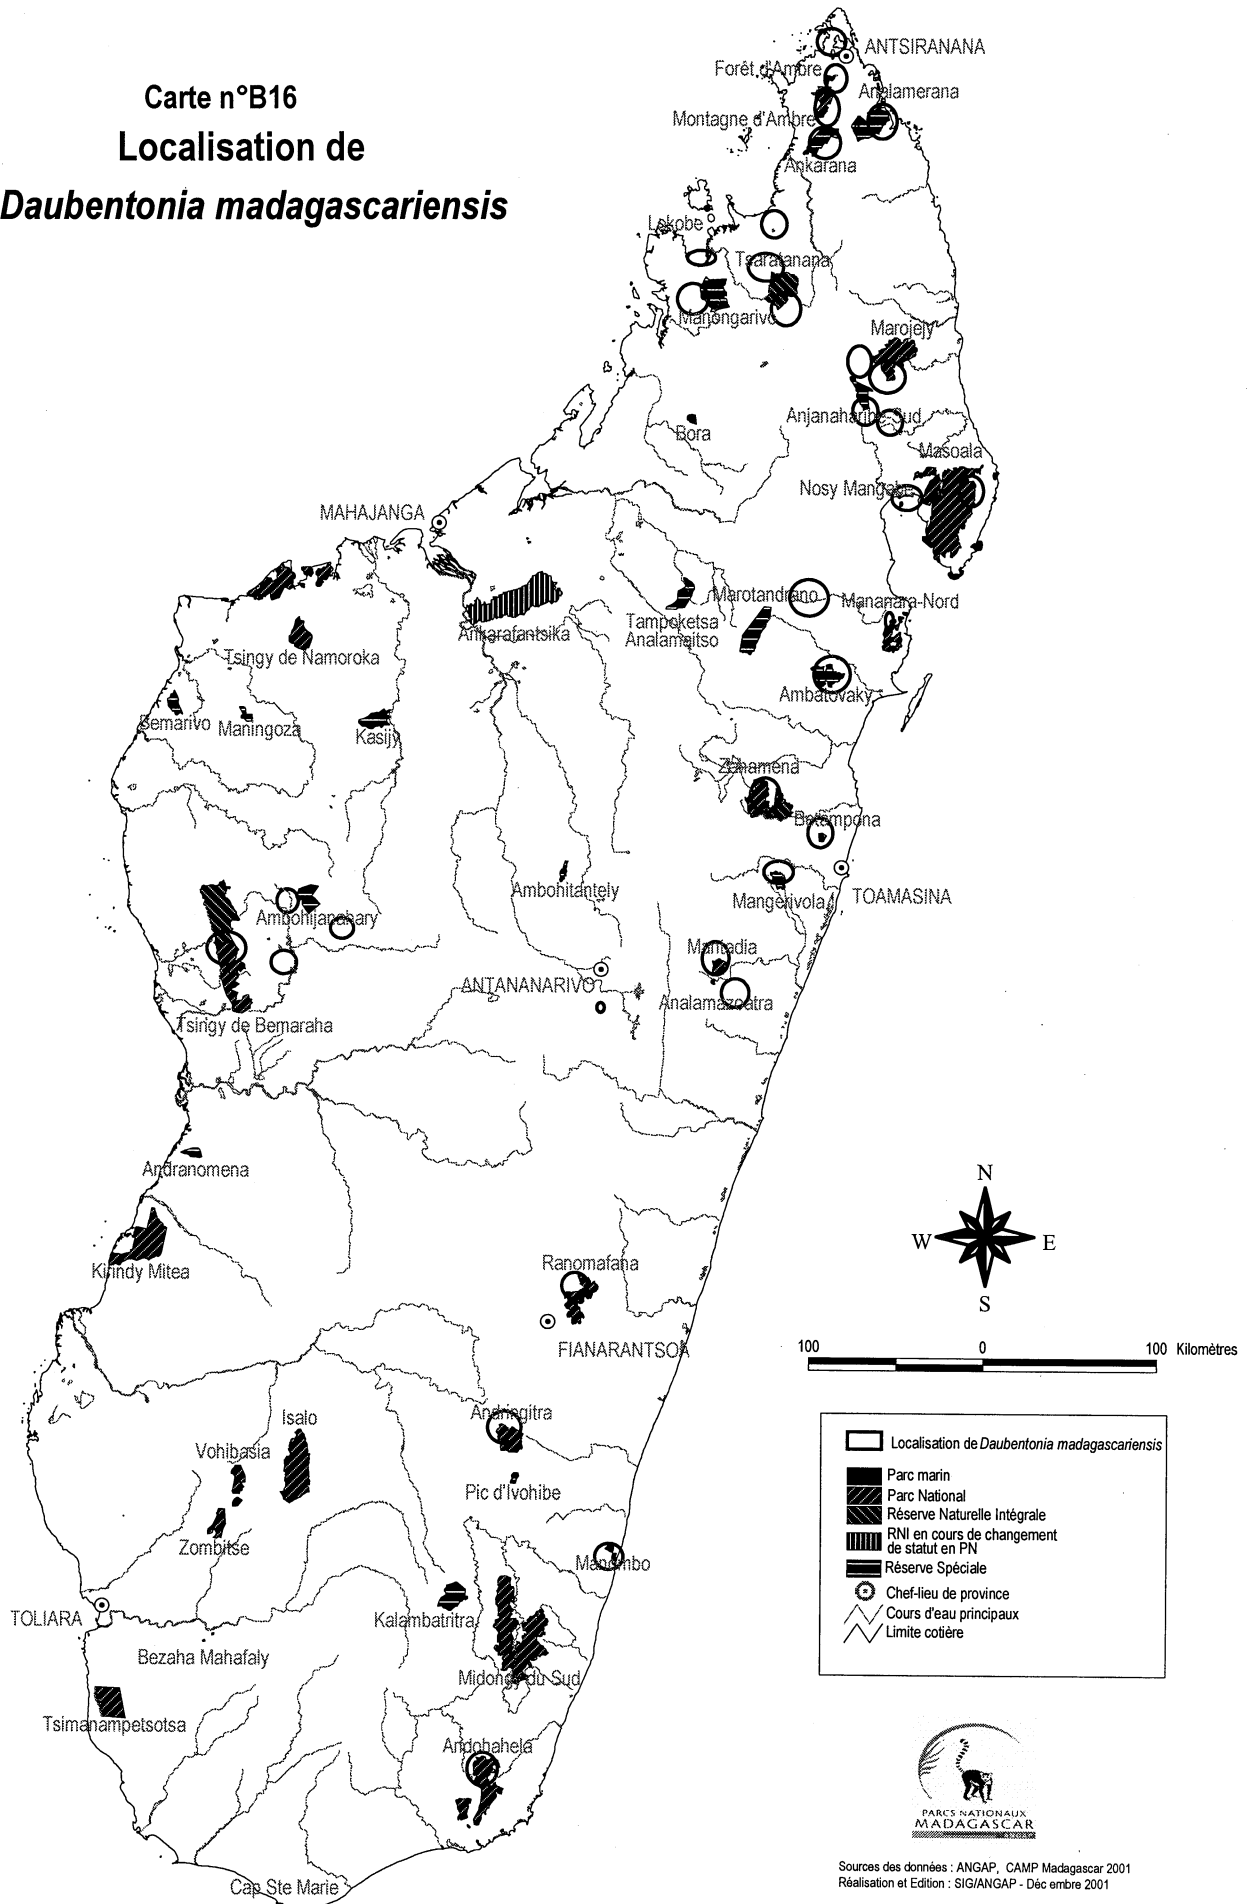 Carte n°B16
Localisation de
Daubentonia madagascariensis
ANTSIRANANA
Forêt d'Ambre
Analamerana
Montagne d'Ambre
Ankarana
Lokobe
Tsaratanana
Manongarivo
Marojejy
Anjanaharibe-Sud
Bora
Masoala
Nosy Mangabe
MAHAJANGA
Marotandrano
Mananara-Nord
Ankarafantsika
Tampoketsa
Analamaitso
Tsingy de Namoroka
Ambatovaky
Bemarivo
Maningoza
Kasijy
Zahamena
Betampona
Ambohitantely
Mangerivola
TOAMASINA
Ambohijanahary
Mantadia
ANTANANARIVO
Analamazoatra
Tsingy de Bemaraha
Andranomena
N
W
E
S
Kirindy Mitea
Ranomafana
FIANARANTSOA
100
0
100 Kilomètres
Andringitra
Isalo
Vohibasia
Pic d'Ivohibe
Zombitse
Manombo
TOLIARA
Kalambatritra
Bezaha Mahafaly
Midongy du Sud
Tsimanampetsotsa
Andohahela
Cap Ste Marie
Localisation de Daubentonia madagascariensis
Parc marin
Parc National
Réserve Naturelle Intégrale
RNI en cours de changement
de statut en PN
Réserve Spéciale
Chef-lieu de province
Cours d'eau principaux
Limite cotière
PARCS NATIONAUX
MADAGASCAR
Sources des données : ANGAP, CAMP Madagascar 2001
Réalisation et Edition : SIG/ANGAP - Déc embre 2001